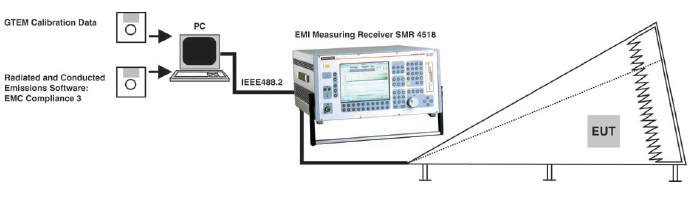 GTEM Calibration Data
PC
EMI Measuring Receiver SMR 4518
Radiated and Conducted
Emissions Software:
EMC Compliance 3
IEEE488.2
EUT